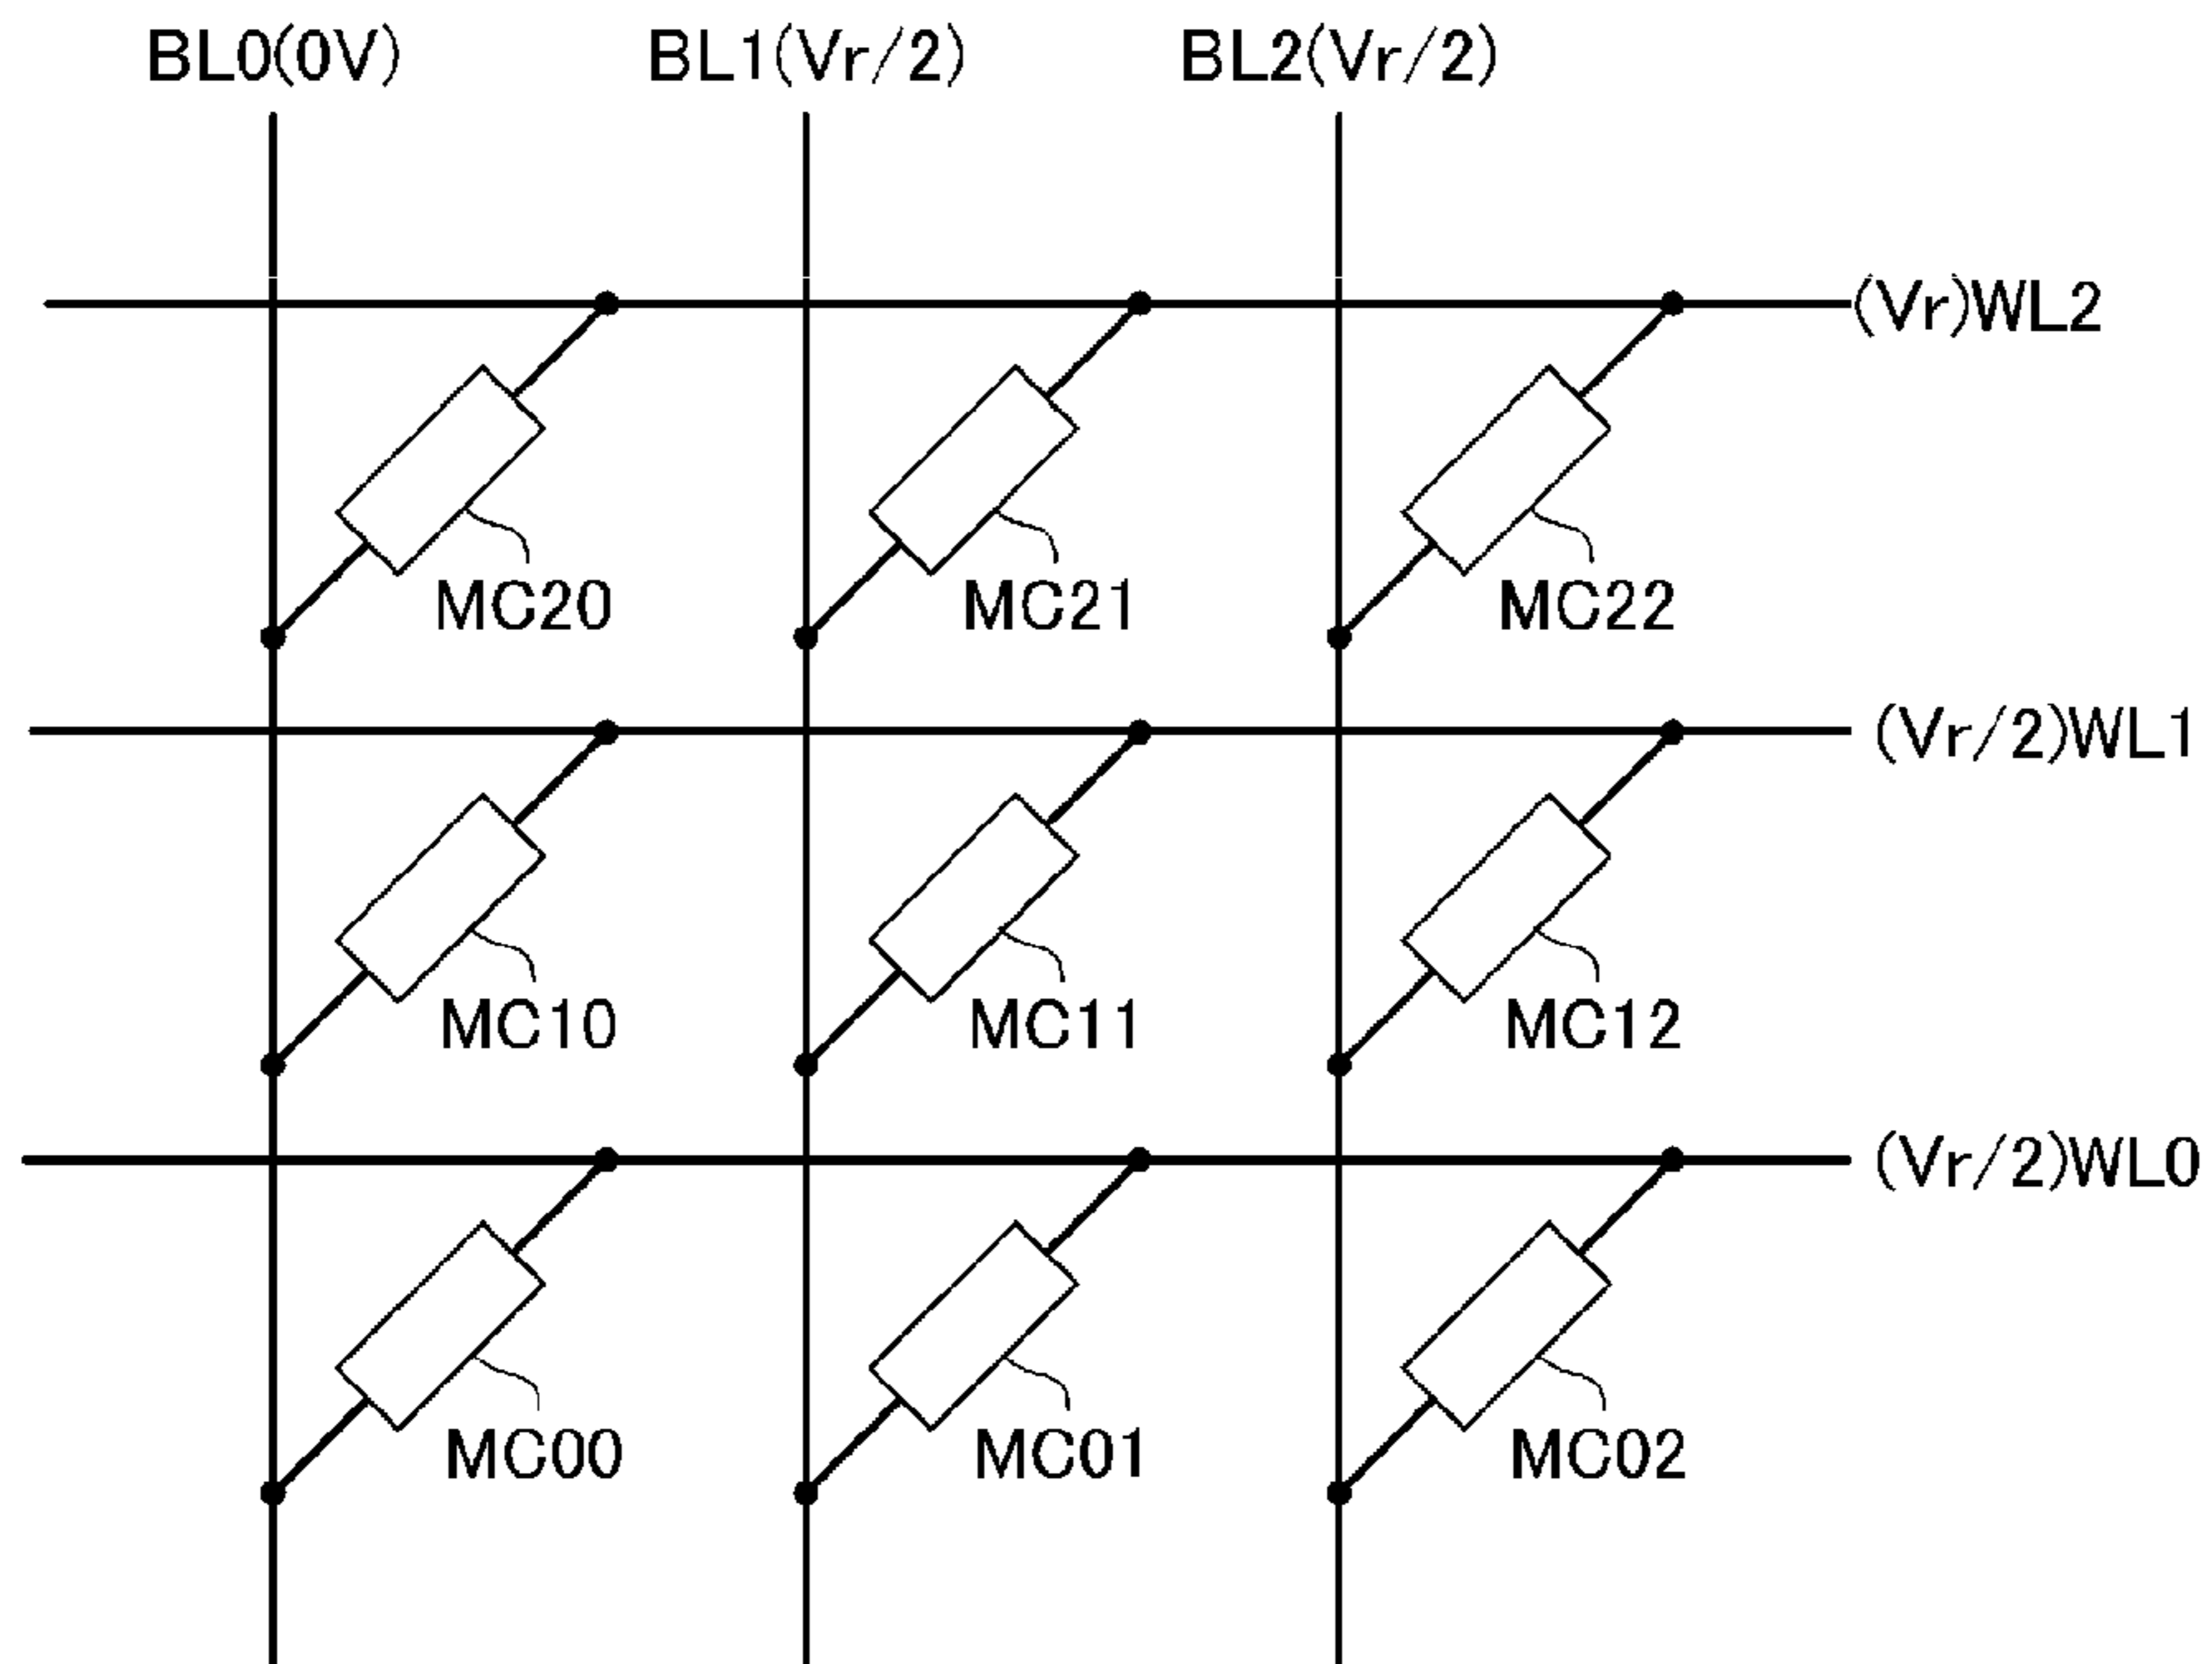 BL0(0V) BL1(Vr/2) BL2(Vr/2)
(Vr)WL2
MC20 MC21 MC22
(Vr/2)WL1
MC10 MC11 MC12
(Vr/2)WL0
MC00 MC01 MC02